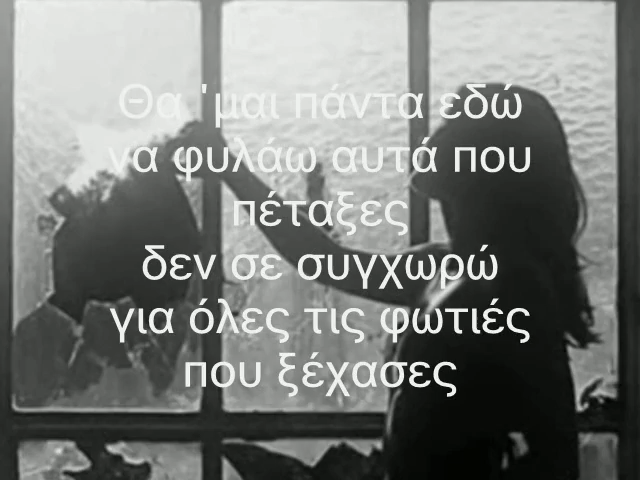 Θα 'μαι πάντα εδώ
να φυλάω αυτά που
πέταξες
δεν σε συγχωρώ
για όλες τις φωτιές
που ξέχασες